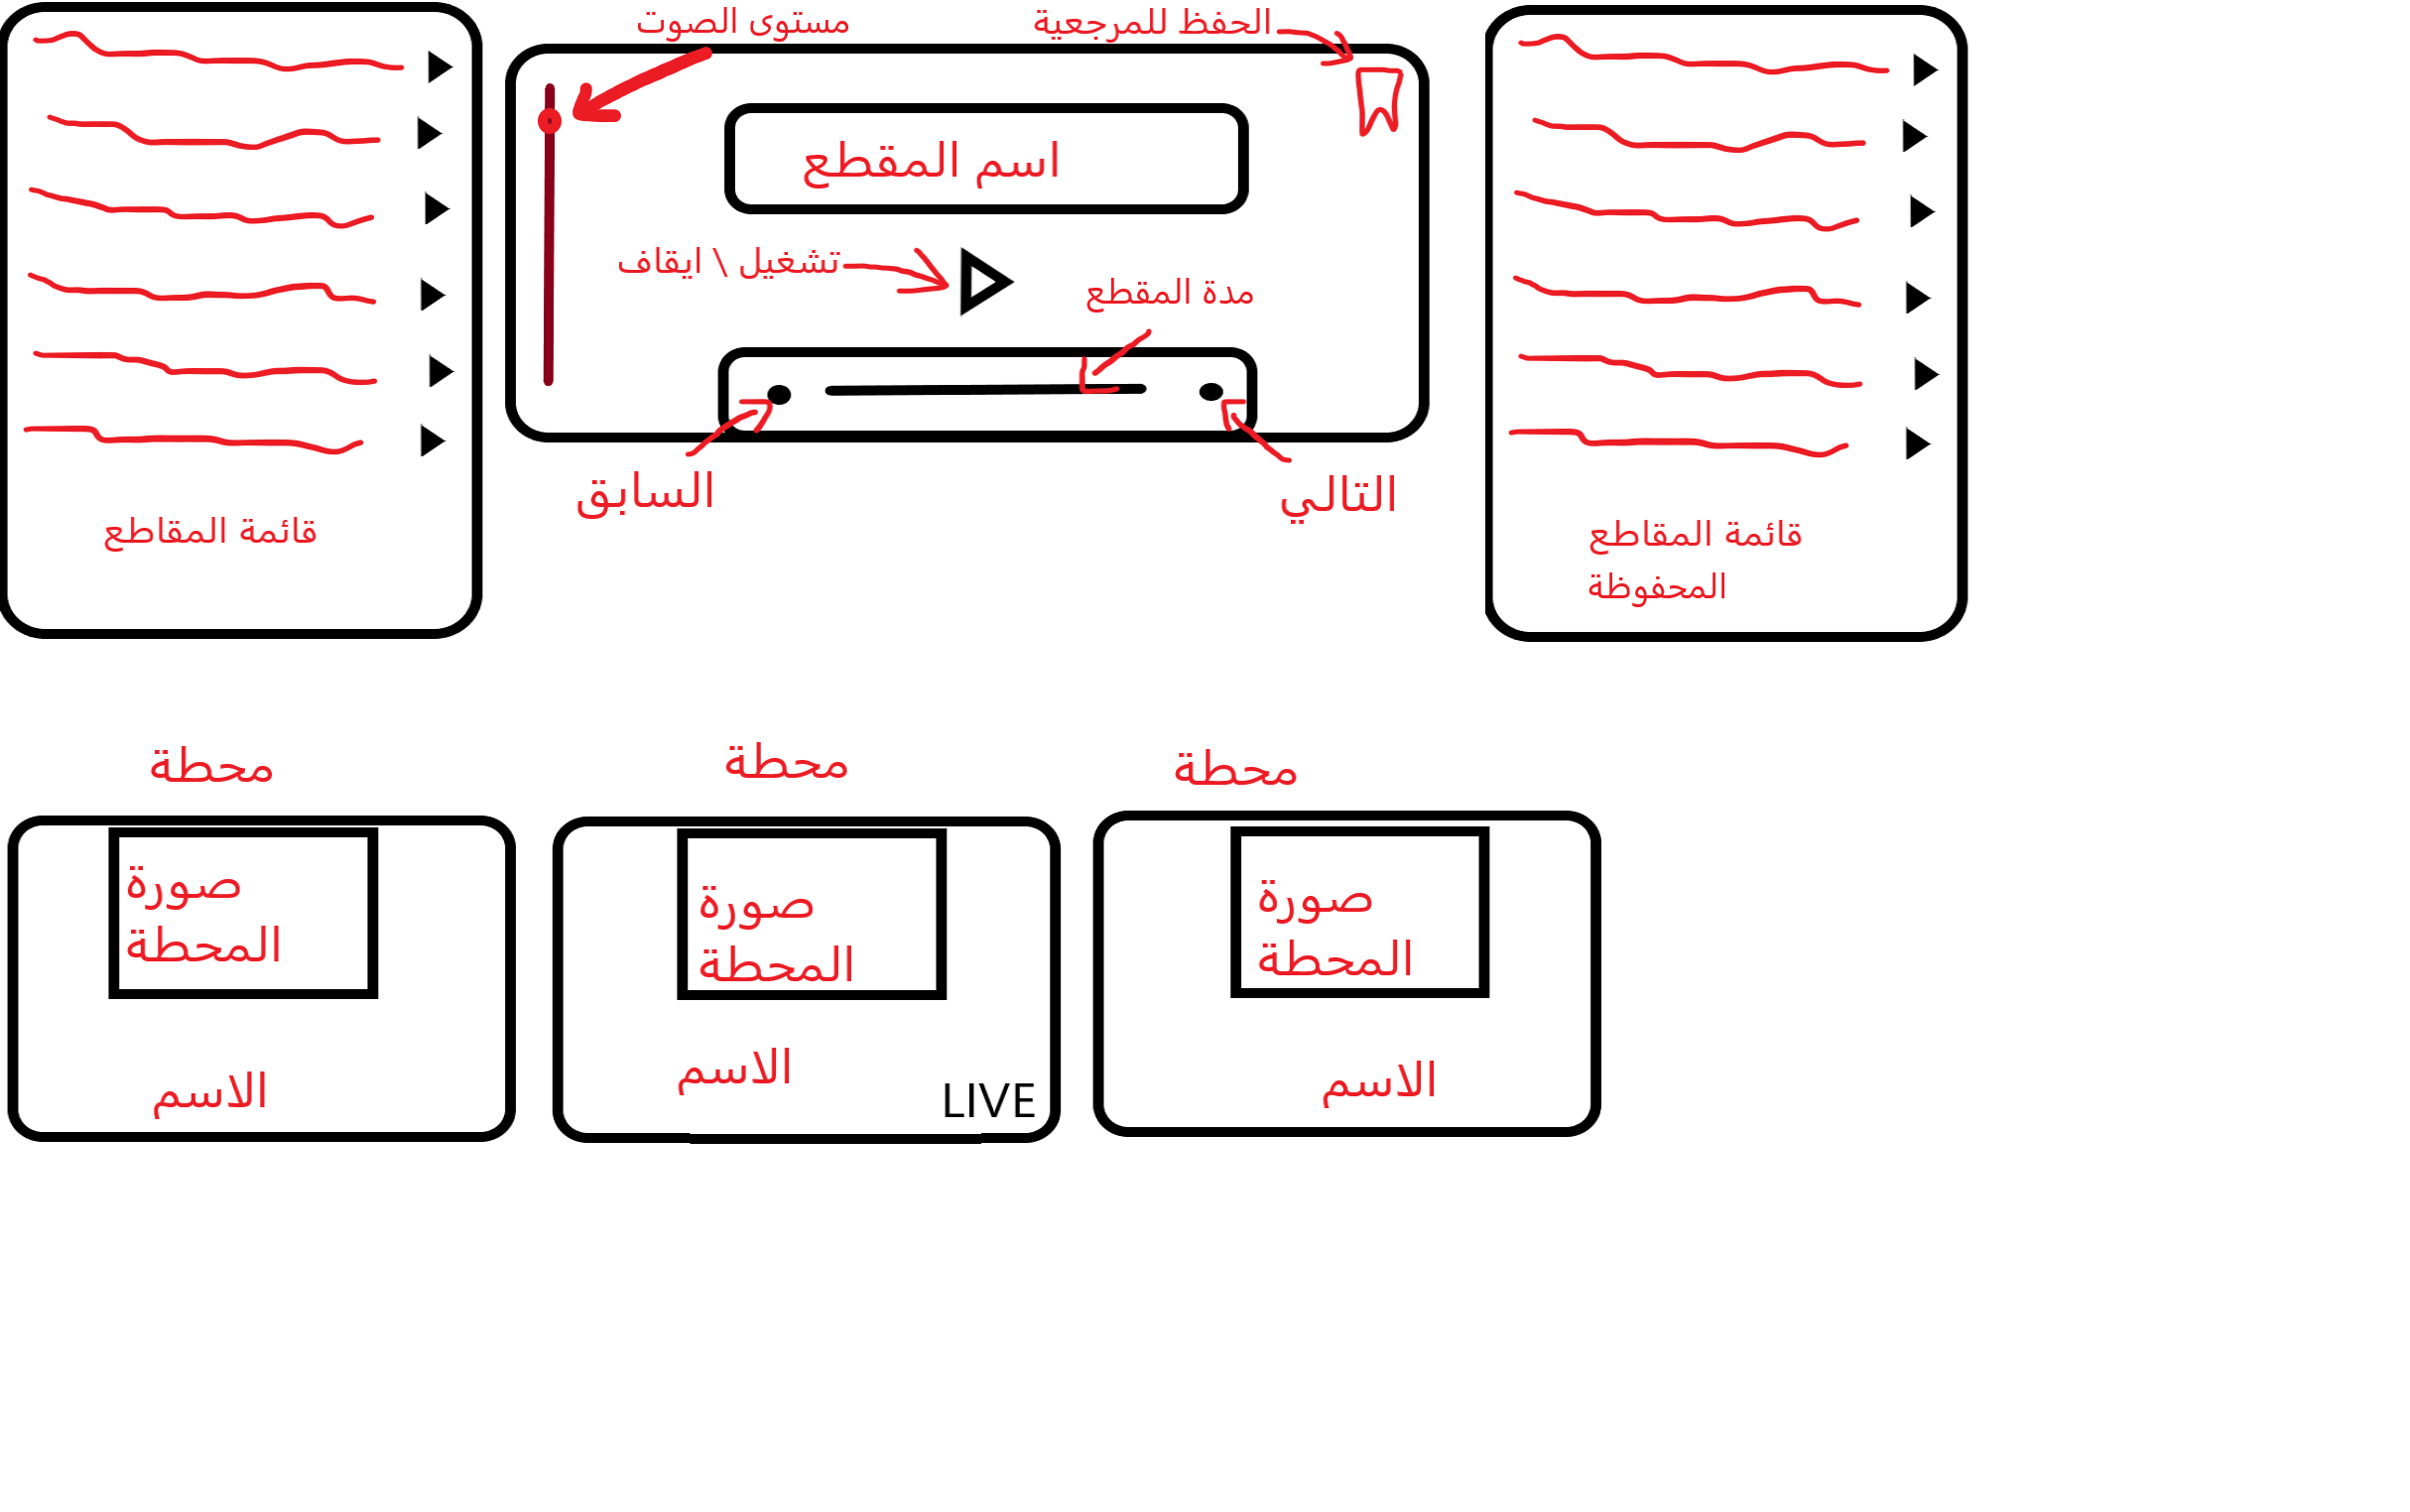 مستوى الصوت
الحفظ للمرجعية
اسم المقطع
تشغيل \ ايقاف
مدة المقطع
السابق
التالي
قائمة المقاطع
قائمة المقاطع
المحفوظة
محطة
محطة
محطة
صورة
المحطة
الاسم
صورة
المحطة
الاسم
LIVE
صورة
المحطة
الاسم